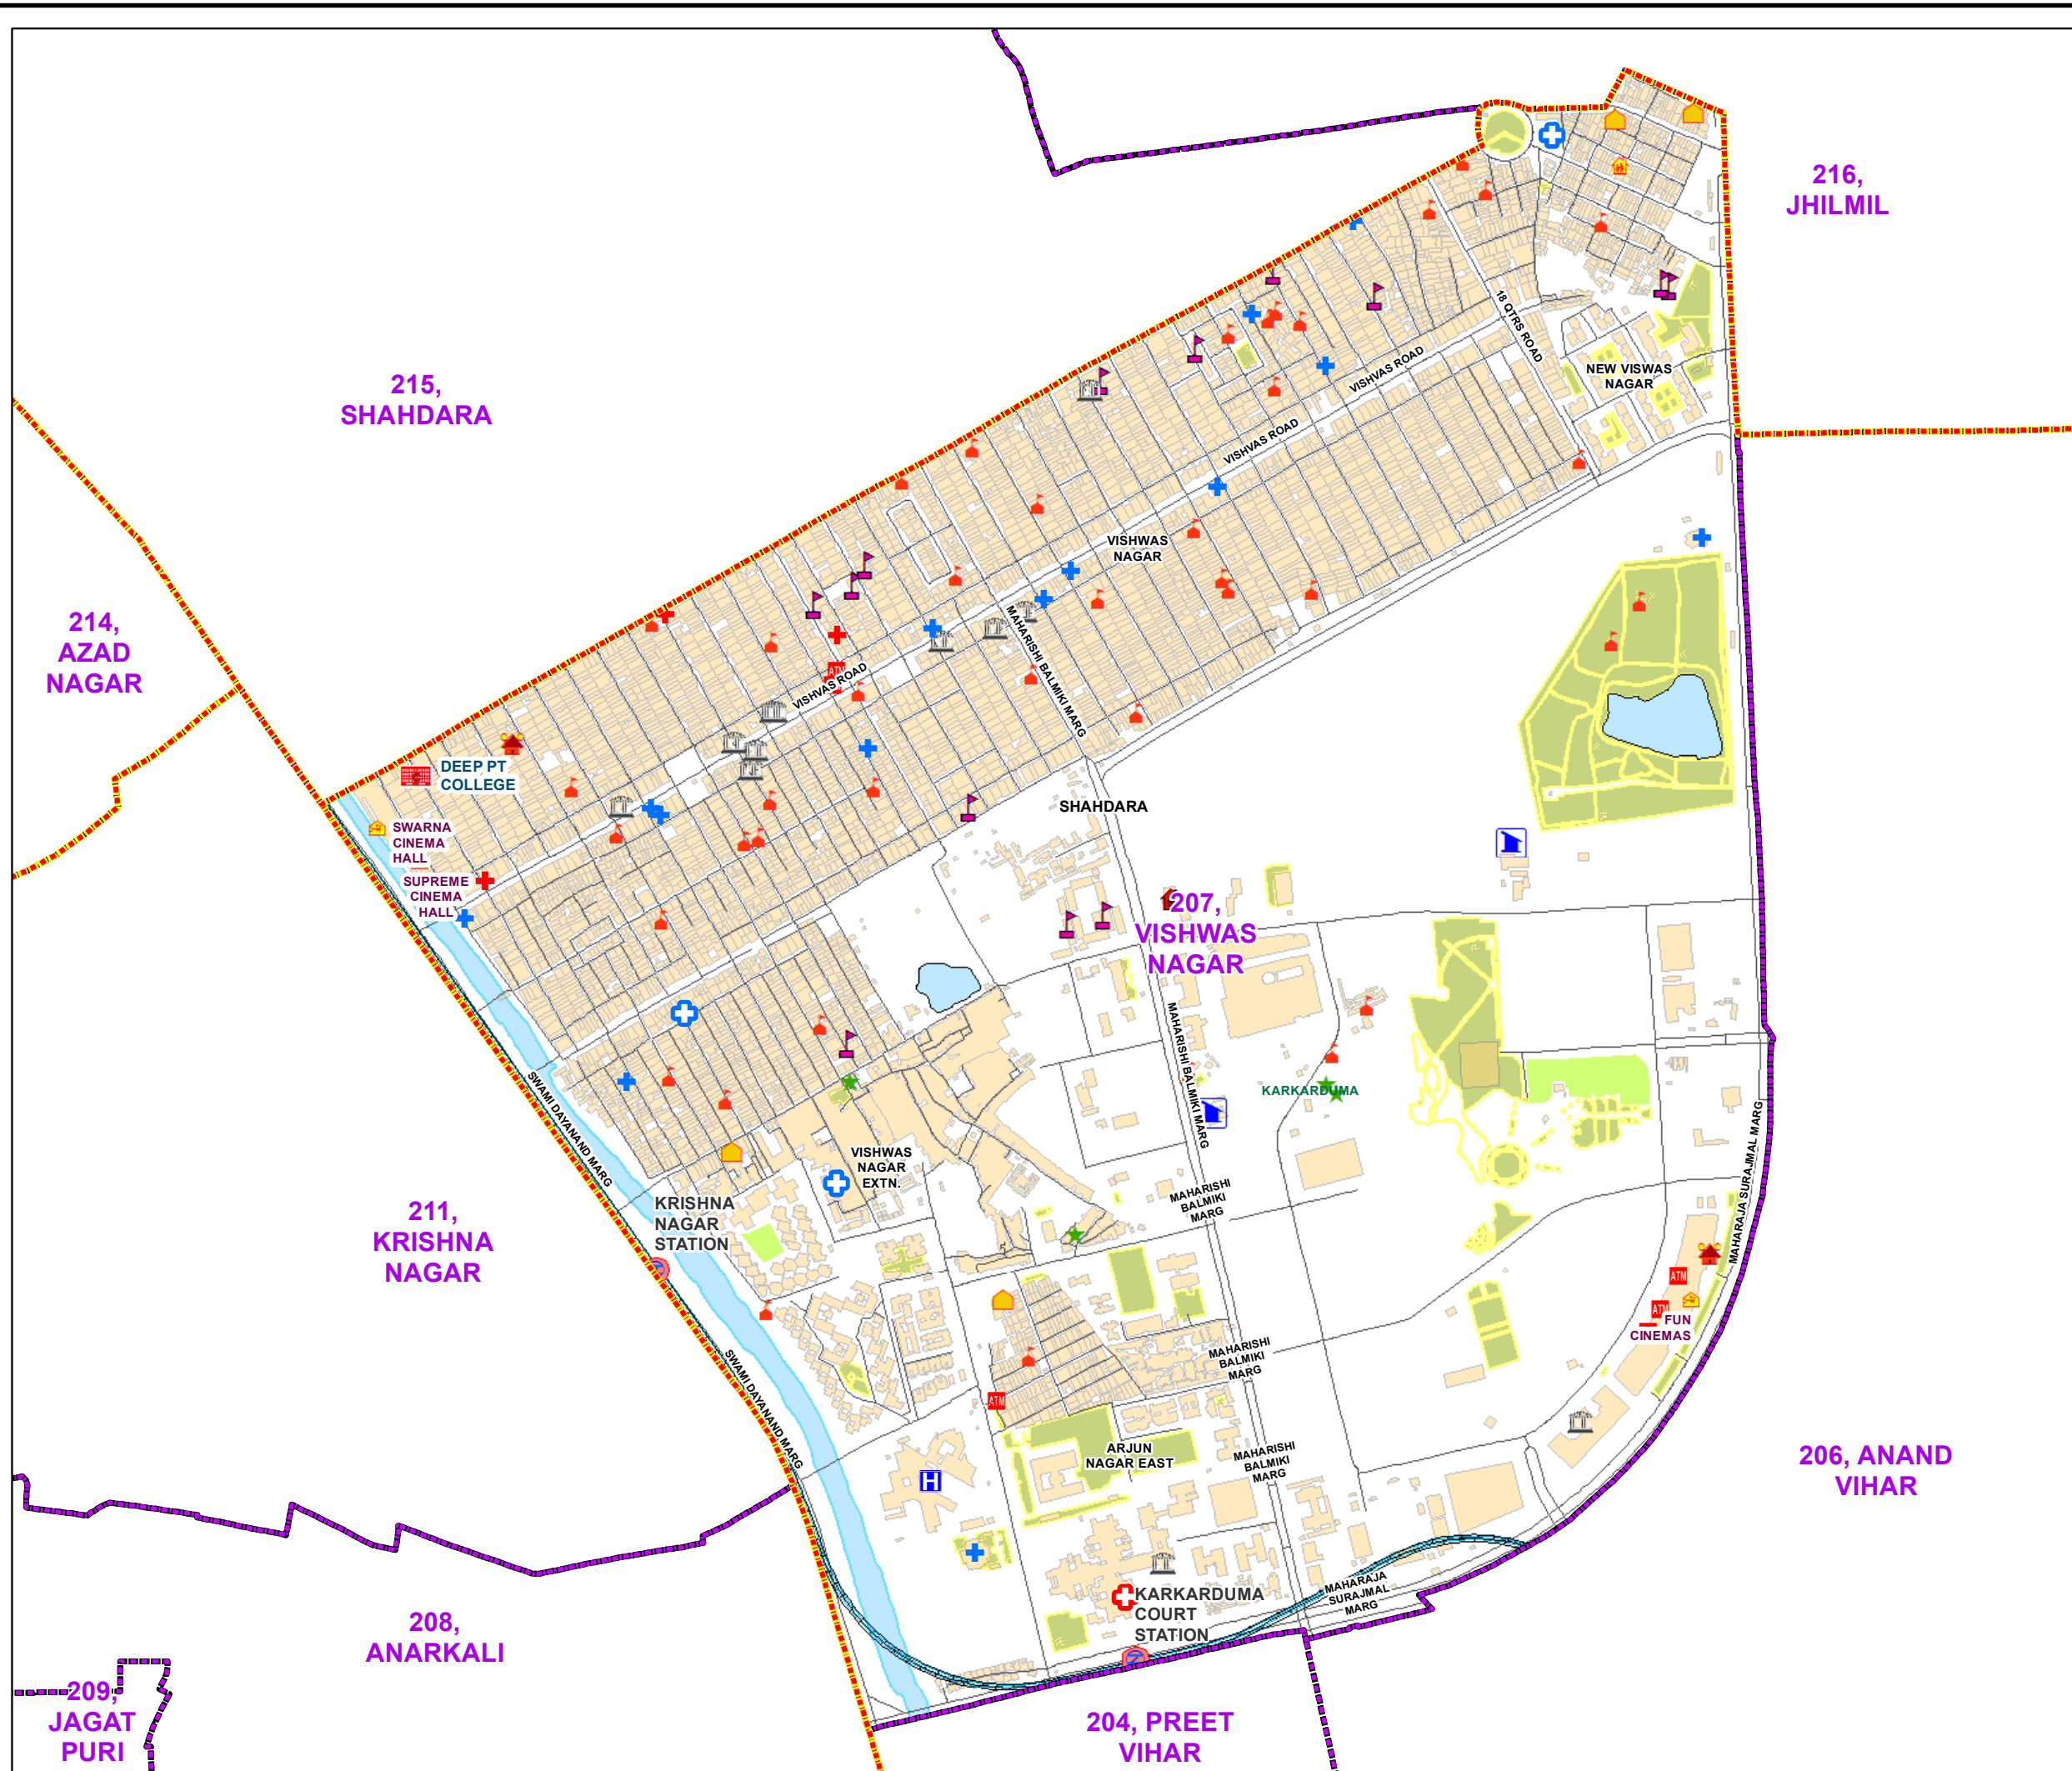 216,
JHILMIL
18 QTRS ROAD
215,
SHAHDARA
VISHVAS ROAD
NEW VISWAS
NAGAR
VISHVAS ROAD
VISHWAS
NAGAR
214,
AZAD
NAGAR
MAHARISHI BALMIKI MARG
VISHVAS ROAD
ATM
DEEP PT
COLLEGE
SHAHDARA
SWARNA
CINEMA
HALL
SUPREME
CINEMA
HALL
207,
VISHWAS
NAGAR
MAHARISHI BALMIKI MARG
KARKARDUMA
SWAMI DAYANAND MARG
VISHWAS
NAGAR
EXTN.
MAHARISHI
BALMIKI
MARG
MAHARAJA SURAJMAL MARG
KRISHNA
NAGAR
STATION
211,
KRISHNA
NAGAR
ATM
ATM
FUN
CINEMAS
MAHARISHI
BALMIKI
MARG
SWAMI DAYANAND MARG
ATM
ARJUN
NAGAR EAST
MAHARISHI
BALMIKI
MARG
206, ANAND
VIHAR
H
KARKARDUMA
COURT
STATION
MAHARAJA
SURAJMAL
MARG
208,
ANARKALI
209,
JAGAT
PURI
204, PREET
VIHAR